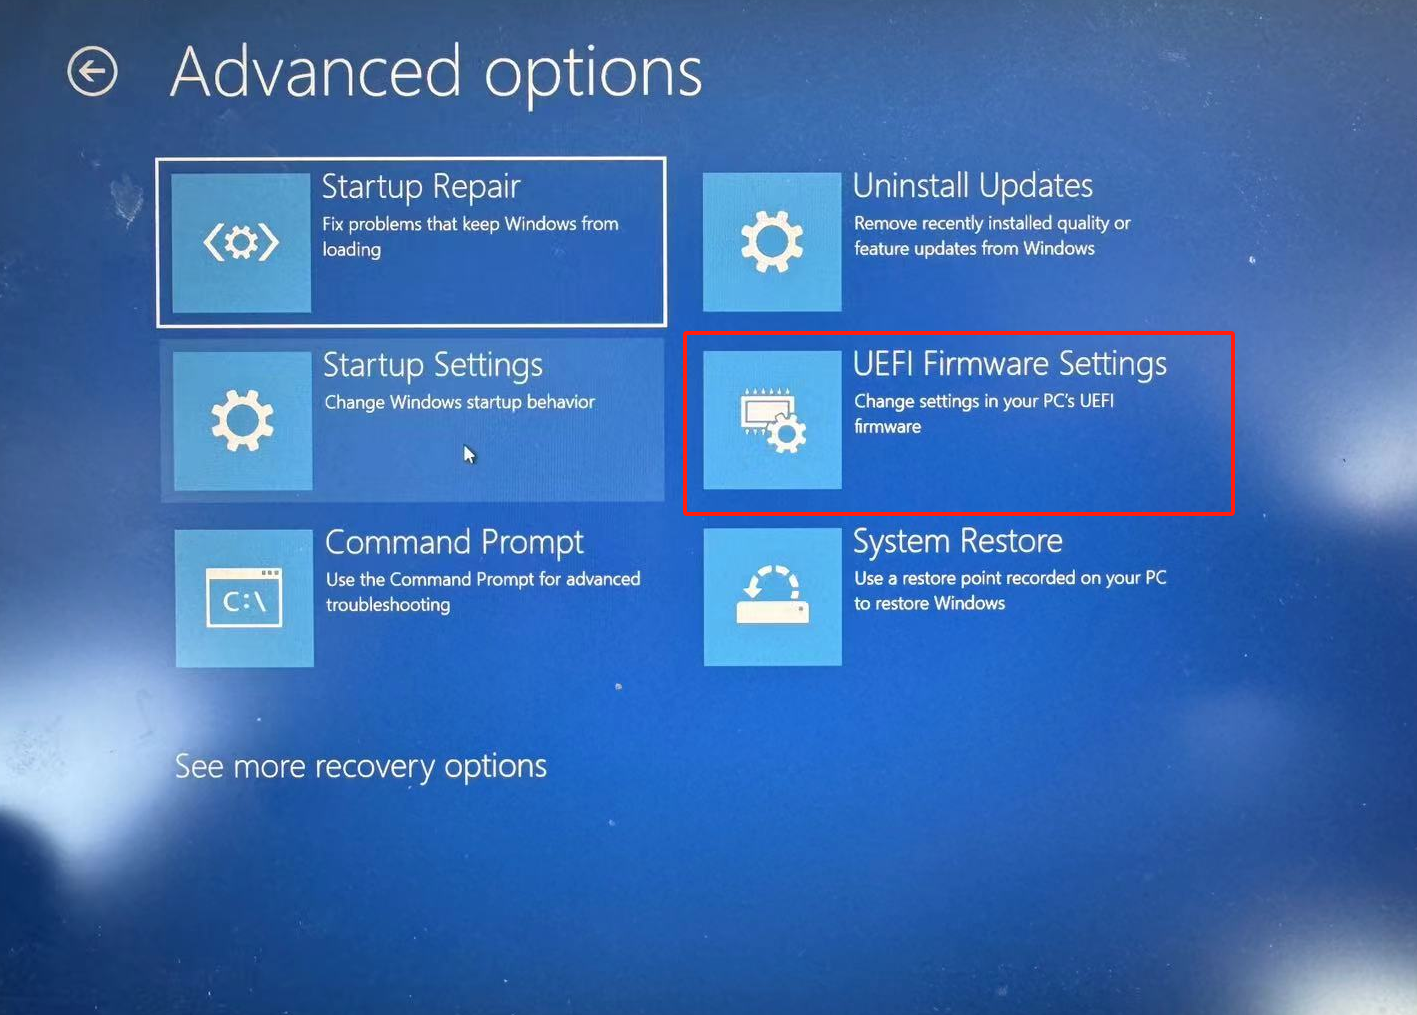 Advanced options
Startup Repair
Fix problems that keep Windows from
loading
Uninstall Updates
Remove recently installed quality or
feature updates from Windows
Startup Settings
Change Windows startup behavior
UEFI Firmware Settings
Change settings in your PC's UEFI
firmware
C:\
Command Prompt
Use the Command Prompt for advanced
troubleshooting
System Restore
Use a restore point recorded on your PC
to restore Windows
See more recovery options